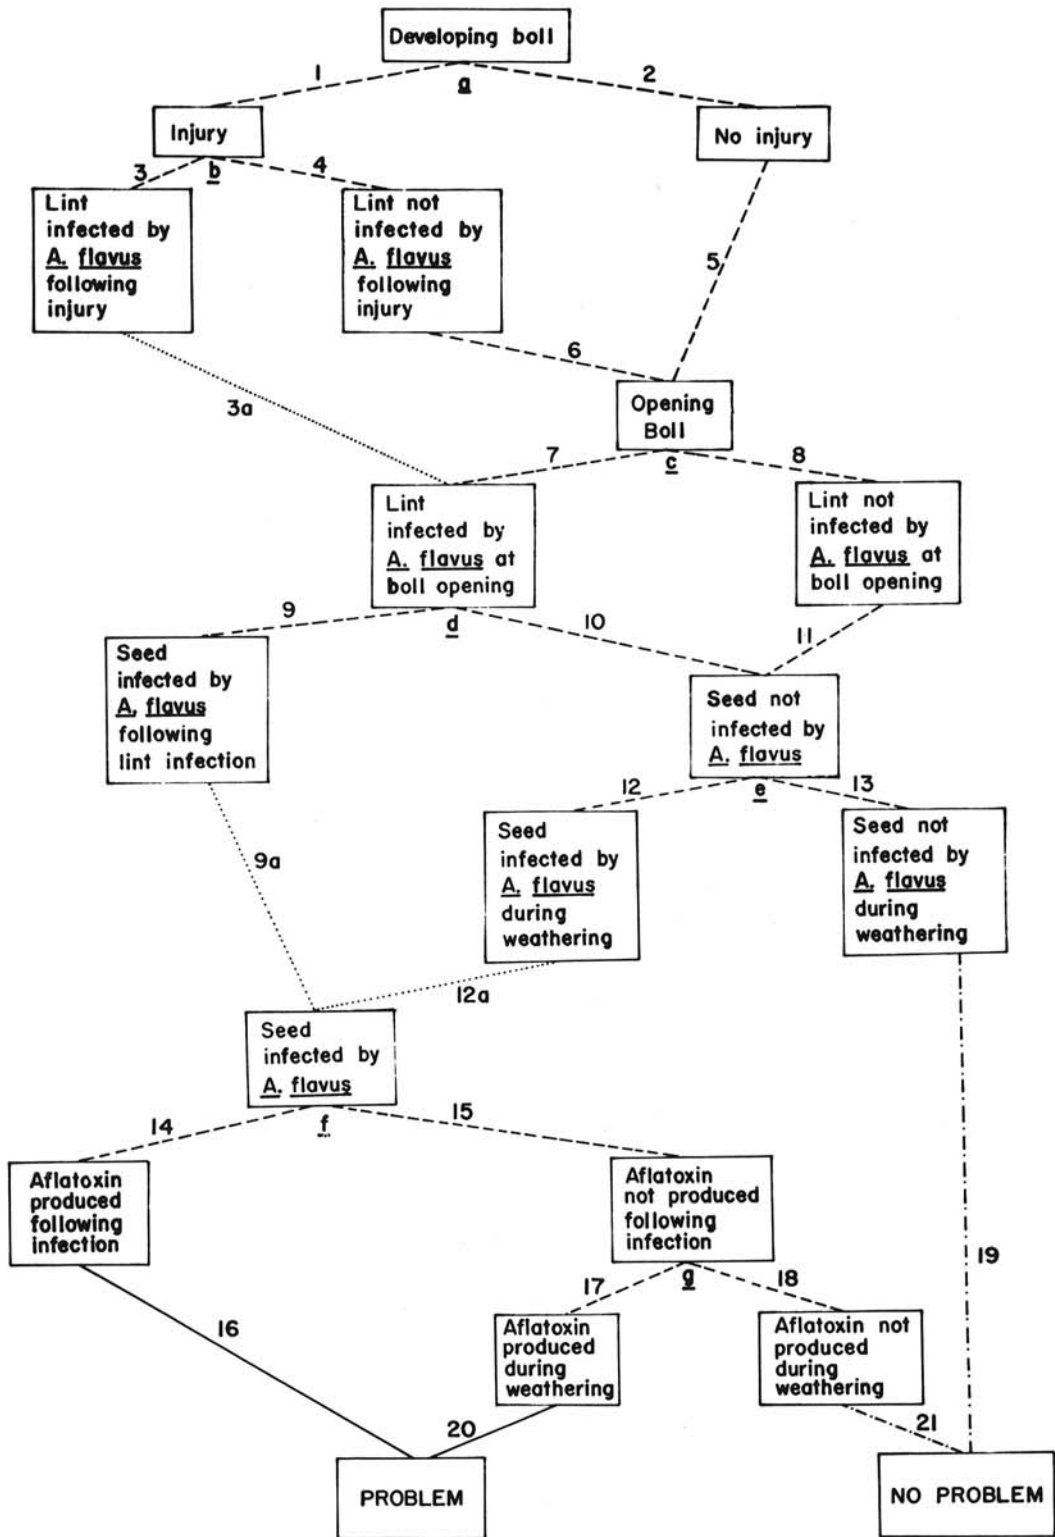 Developing boll
1
2
a
Injury
No injury
3
b
4
Lint
infected by
A. flavus
following
injury
Lint not
infected by
A. flavus
following
injury
5
6
3a
Opening
Boll
7
c
8
Lint
infected by
A. flavus at
boll opening
Lint not
infected by
A. flavus at
boll opening
9
d
10
11
Seed
infected by
A. flavus
following
lint infection
Seed not
infected by
A. flavus
12
e
13
9a
Seed
infected by
A. flavus
during
weathering
Seed not
infected by
A. flavus
during
weathering
12a
Seed
infected by
A. flavus
14
f
15
Aflatoxin
produced
following
infection
Aflatoxin
not produced
following
infection
19
17
g
18
16
Aflatoxin
produced
during
weathering
Aflatoxin not
produced
during
weathering
20
21
PROBLEM
NO PROBLEM